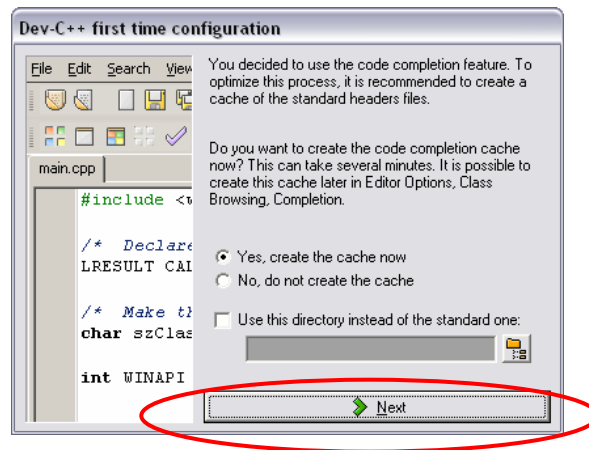 Dev-C++ first time configuration
File Edit Search View
main.cpp
#include <w
/* Declare
LRESULT CAL
/* Make th
char szClas
int WINAPI
You decided to use the code completion feature. To
optimize this process, it is recommended to create a
cache of the standard headers files.
Do you want to create the code completion cache
now? This can take several minutes. It is possible to
create this cache later in Editor Options, Class
Browsing, Completion.
Yes, create the cache now
No, do not create the cache
Use this directory instead of the standard one:
Next